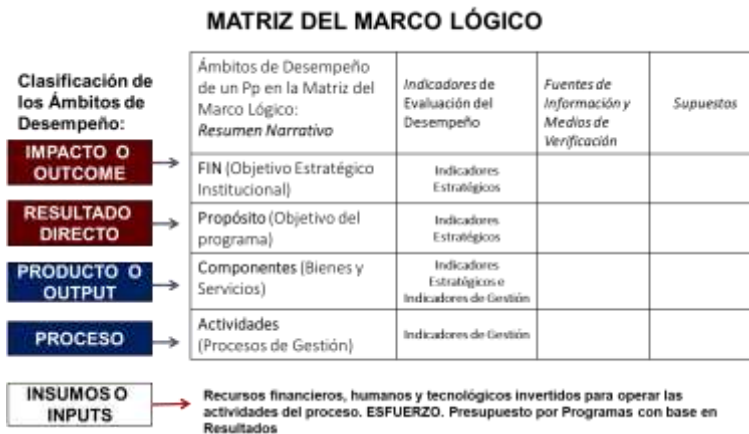 MATRIZ DEL MARCO LÓGICO
Clasificación de
los Ámbitos de
Desempeño:
Ámbitos de Desempeño
de un Pp en la Matriz del
Marco Lógico:
Resumen Narrativo
Indicadores de
Evaluación del
Desempeño
Fuentes de
Información y
Medios de
Verificación
Supuestos
IMPACTO O
OUTCOME
FIN (Objetivo Estratégico
Institucional)
Indicadores
Estratégicos
RESULTADO
DIRECTO
Propósito (Objetivo del
programa)
Indicadores
Estratégicos
PRODUCTO O
OUTPUT
Componentes (Bienes y
Servicios)
Indicadores
Estratégicos e
Indicadores de Gestión
PROCESO
Actividades
(Procesos de Gestión)
Indicadores de Gestión
INSUMOS O
INPUTS
Recursos financieros, humanos y tecnológicos invertidos para operar las
actividades del proceso. ESFUERZO. Presupuesto por Programas con base en
Resultados